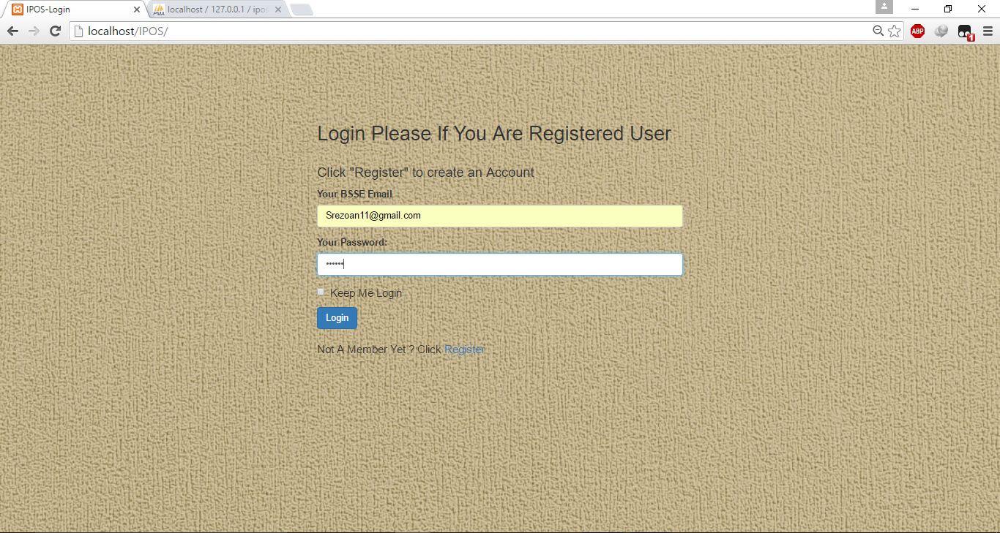 IPOS-Login
localhost / 127.0.0.1 / ipos
localhost/IPOS/
ABP
1
Login Please If You Are Registered User
Click "Register" to create an Account
Your BSSE Email
Srezoan11@gmail.com
Your Password:
••••••
Keep Me Login
Login
Not A Member Yet ? Click Register